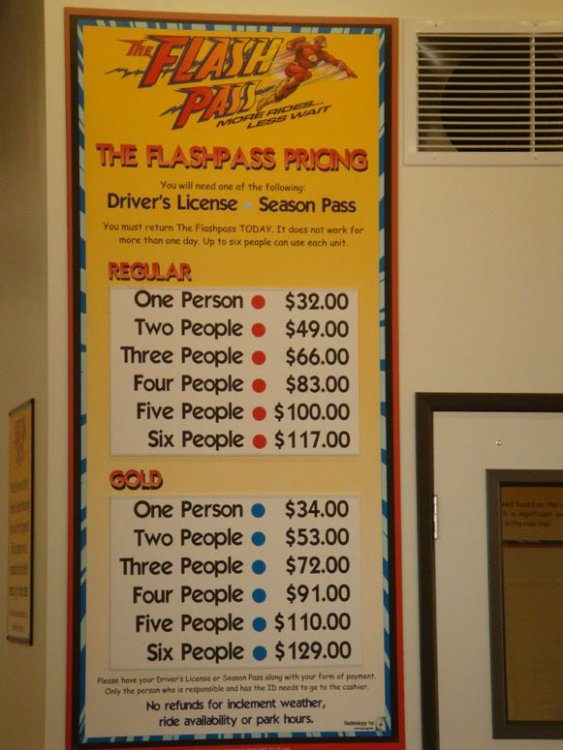 THE FLASH
PASS
MORE RIDES...
LESS WAIT
THE FLASHPASS PRICING
You will need one of the following:
Driver's License • Season Pass
You must return The Flashpass TODAY. It does not work for
more than one day. Up to six people can use each unit.
REGULAR
One Person • $32.00
Two People • $49.00
Three People • $66.00
Four People • $83.00
Five People • $100.00
Six People • $117.00
GOLD
One Person • $34.00
Two People • $53.00
Three People • $72.00
Four People • $91.00
Five People • $110.00
Six People • $129.00
Please have your Driver's License or Season Pass along with your form of payment.
Only the person who is responsible and has the ID needs to go to the cashier.
No refunds for inclement weather,
ride availability or park hours.
Technology by